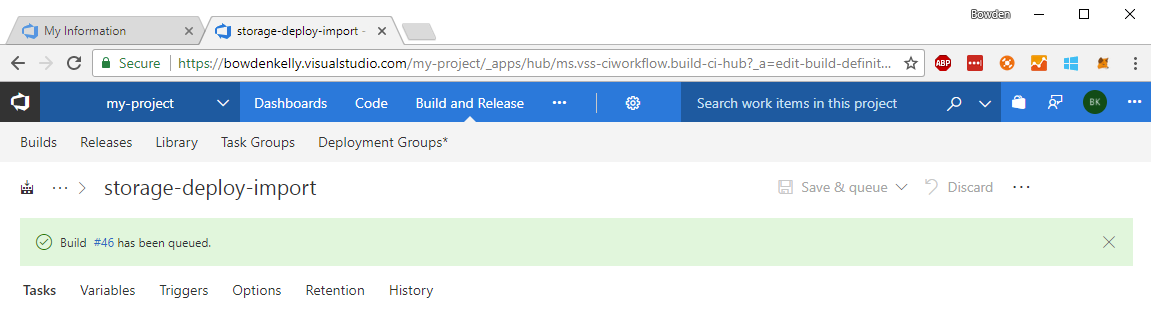 Bowden
My Information
storage-deploy-import -
Secure https://bowdenkelly.visualstudio.com/my-project/_apps/hub/ms.vss-ciworkflow.build-ci-hub?_a=edit-build-definit...
ABP
my-project Dashboards Code Build and Release ... Search work items in this project BK ...
Builds Releases Library Task Groups Deployment Groups*
... > storage-deploy-import Save & queue Discard ...
Build #46 has been queued.
Tasks Variables Triggers Options Retention History